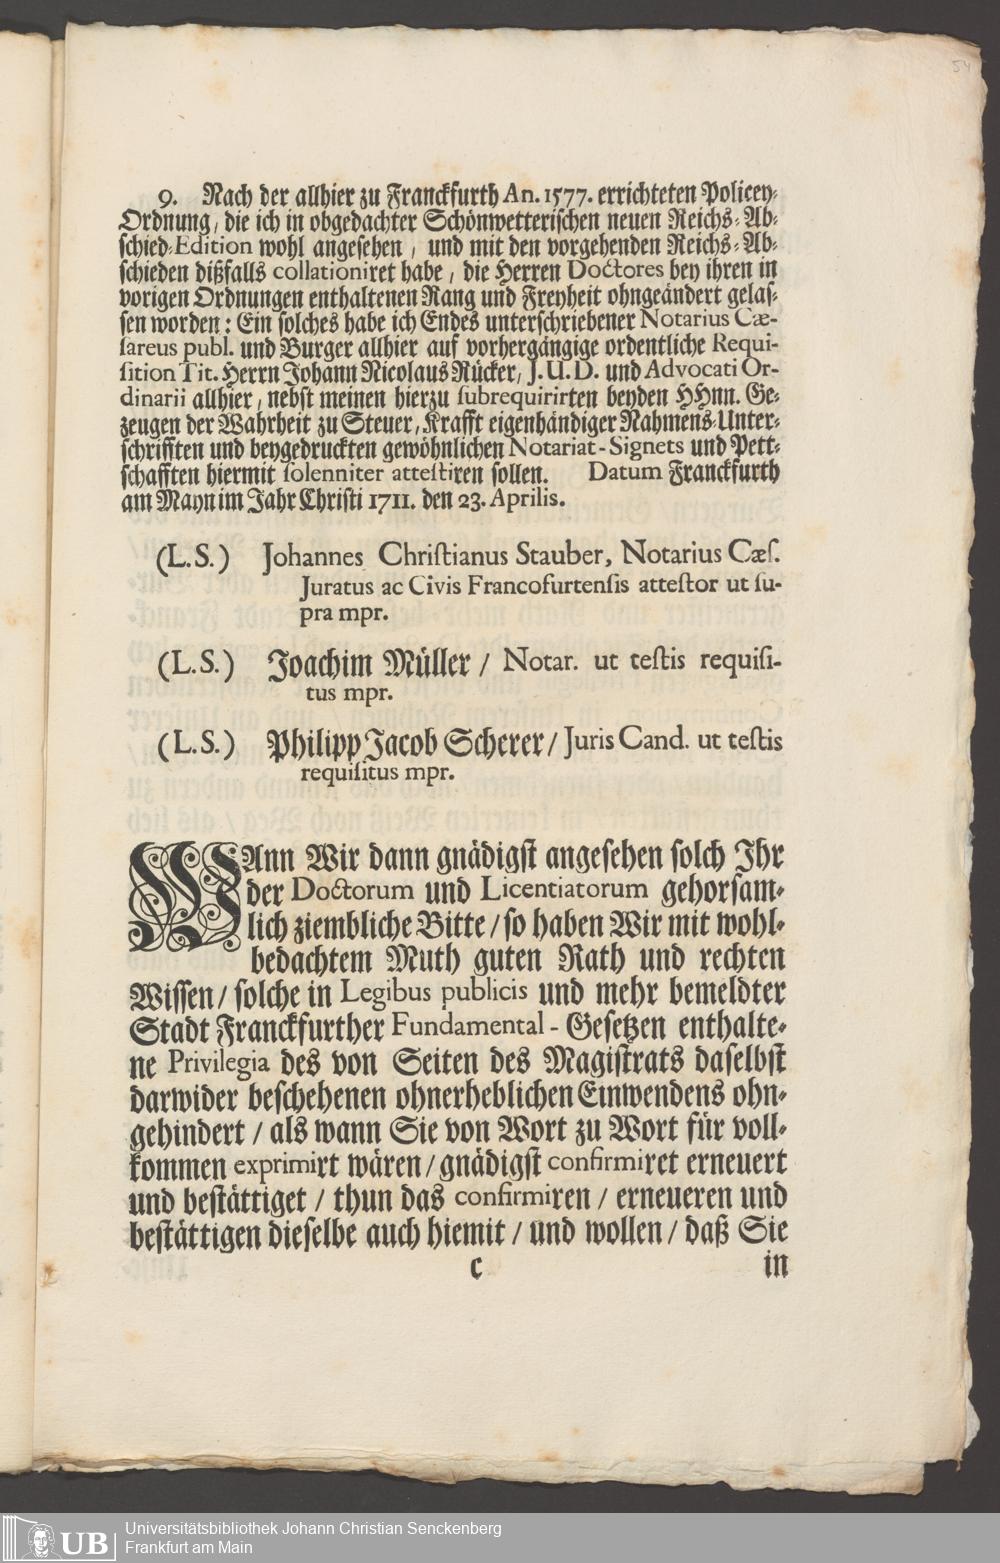 54
9. Nach der allhier zu Franckfurth An. 1577. errichteten Policey-
Ordnung, die ich in obgedachter Schönwetterischen neuen Reichs-Ab-
schied-Edition wohl angesehen, und mit den vorgehenden Reichs-Ab-
schieden dißfalls collationiret habe, die Herren Doctores bey ihren in
vorigen Ordnungen enthaltenen Rang und Freyheit ohngeändert gelas-
sen worden: Ein solches habe ich Endes unterschriebener Notarius Cæ-
sareus publ. und Burger allhier auf vorhergängige ordentliche Requi-
sition Tit. Herrn Johann Nicolaus Rücker, J. U. D. und Advocati Or-
dinarii allhier, nebst meinen hierzu subrequirirten beyden HHnn. Ge-
zeugen der Wahrheit zu Steuer, Krafft eigenhändiger Nahmens-Unter-
schrifften und beygedruckten gewöhnlichen Notariat-Signets und Pett-
schafften hiermit solenniter attestiren sollen. Datum Franckfurth
am Mayn im Jahr Christi 1711. den 23. Aprilis.
(L.S.) Johannes Christianus Stauber, Notarius Cæs.
Juratus ac Civis Francofurtensis attestor ut su-
pra mpr.
(L.S.) Joachim Müller / Notar. ut testis requisi-
tus mpr.
(L.S.) Philipp Jacob Scherer / Juris Cand. ut testis
requisitus mpr.
WAnn Wir dann gnädigst angesehen solch Ihr
der Doctorum und Licentiatorum gehorsam-
lich ziembliche Bitte / so haben Wir mit wohl-
bedachtem Muth guten Rath und rechten
Wissen / solche in Legibus publicis und mehr bemeldter
Stadt Franckfurther Fundamental-Gesetzen enthalte-
ne Privilegia des von Seiten des Magistrats daselbst
darwider beschehenen ohnerheblichen Einwendens ohn-
gehindert / als wann Sie von Wort zu Wort für voll-
kommen exprimirt wären / gnädigst confirmiret erneuert
und bestättiget / thun das confirmiren / erneueren und
bestättigen dieselbe auch hiemit / und wollen / daß Sie
c in
UB Universitätsbibliothek Johann Christian Senckenberg
Frankfurt am Main